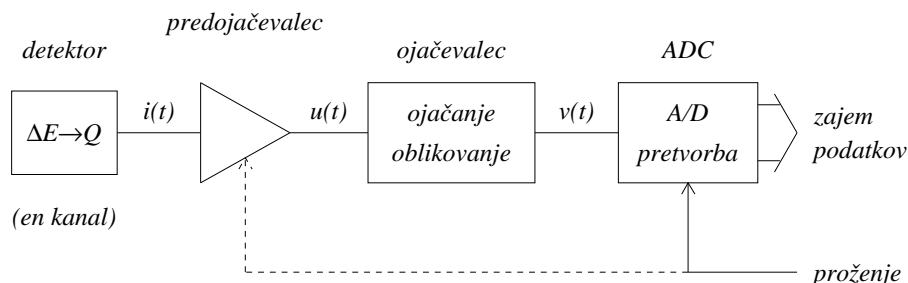 predojačevalec
detektor
ojačevalec
ADC
ΔE→Q
i(t)
u(t)
ojačanje
oblikovanje
v(t)
A/D
pretvorba
zajem
podatkov
(en kanal)
proženje